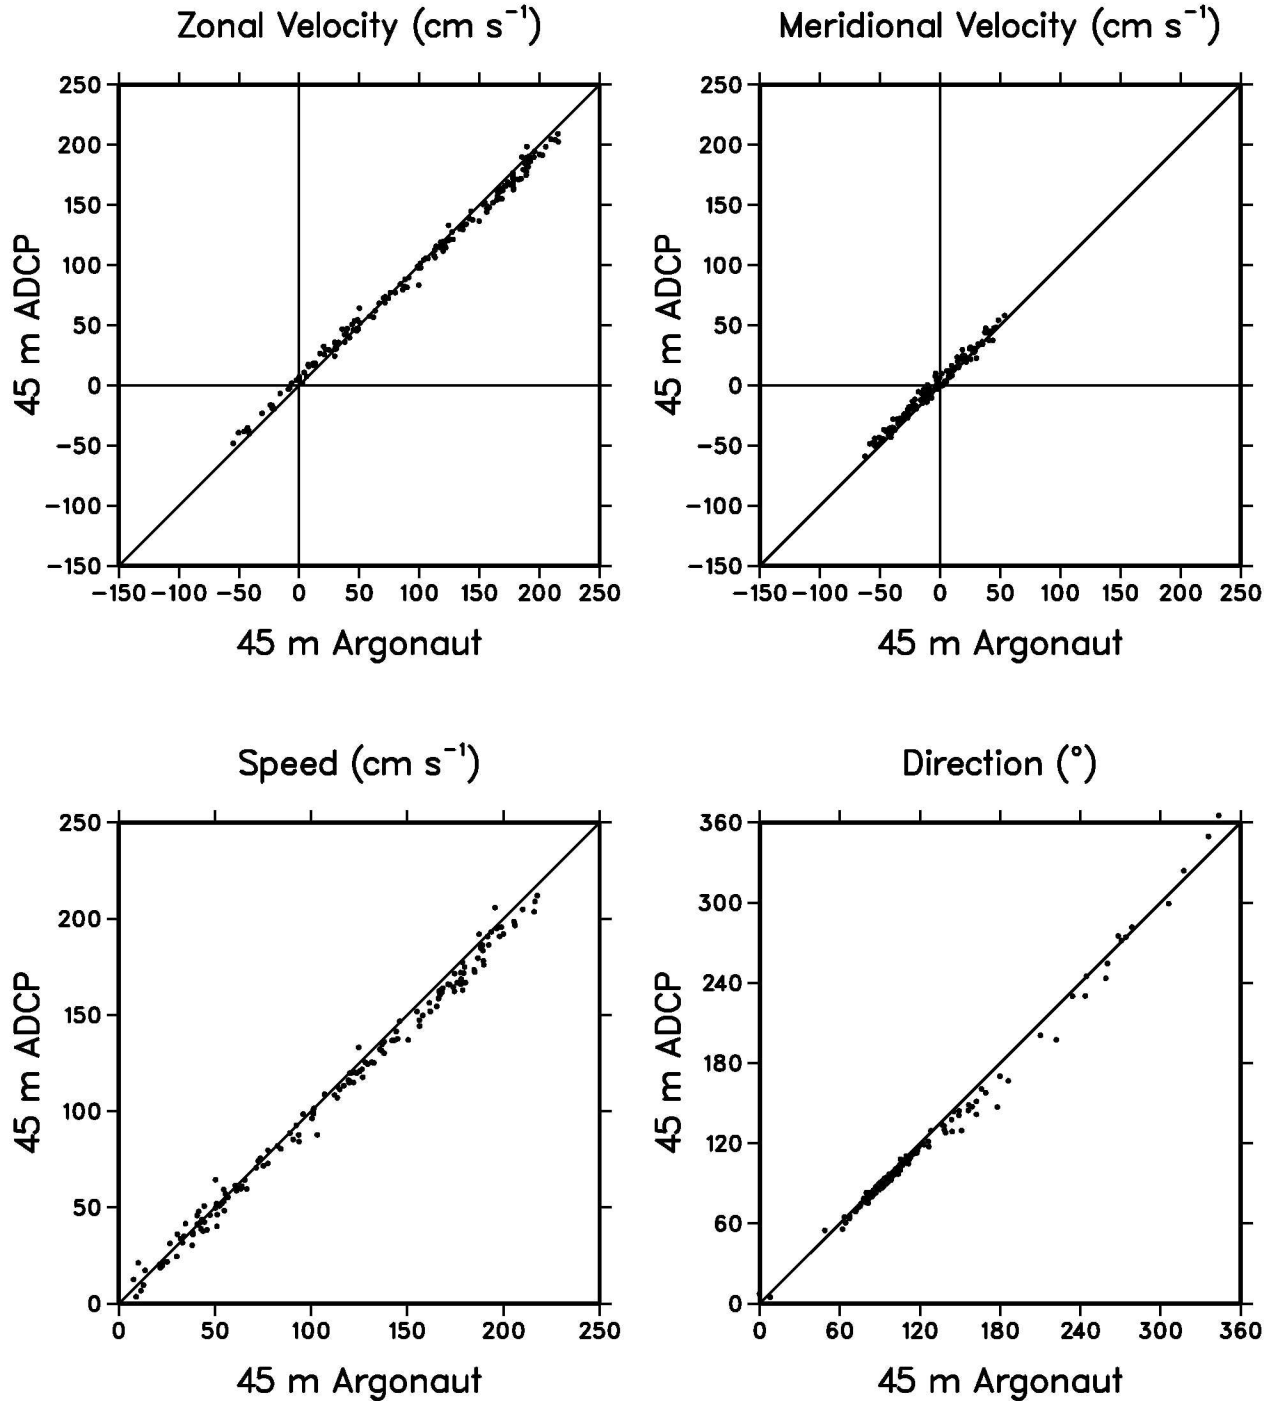 Zonal Velocity (cm s⁻¹)
45 m ADCP
250
200
150
100
50
0
−50
−100
−150
−150 −100 −50 0 50 100 150 200 250
45 m Argonaut
Meridional Velocity (cm s⁻¹)
45 m ADCP
250
200
150
100
50
0
−50
−100
−150
−150 −100 −50 0 50 100 150 200 250
45 m Argonaut
Speed (cm s⁻¹)
45 m ADCP
250
200
150
100
50
0
0 50 100 150 200 250
45 m Argonaut
Direction (°)
45 m ADCP
360
300
240
180
120
60
0
0 60 120 180 240 300 360
45 m Argonaut